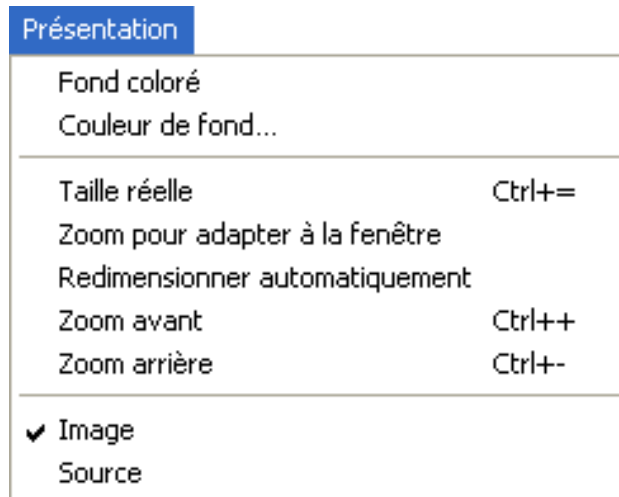 Présentation
Fond coloré
Couleur de fond...
Taille réelle Ctrl+=
Zoom pour adapter à la fenêtre
Redimensionner automatiquement
Zoom avant Ctrl++
Zoom arrière Ctrl+-
Image
Source